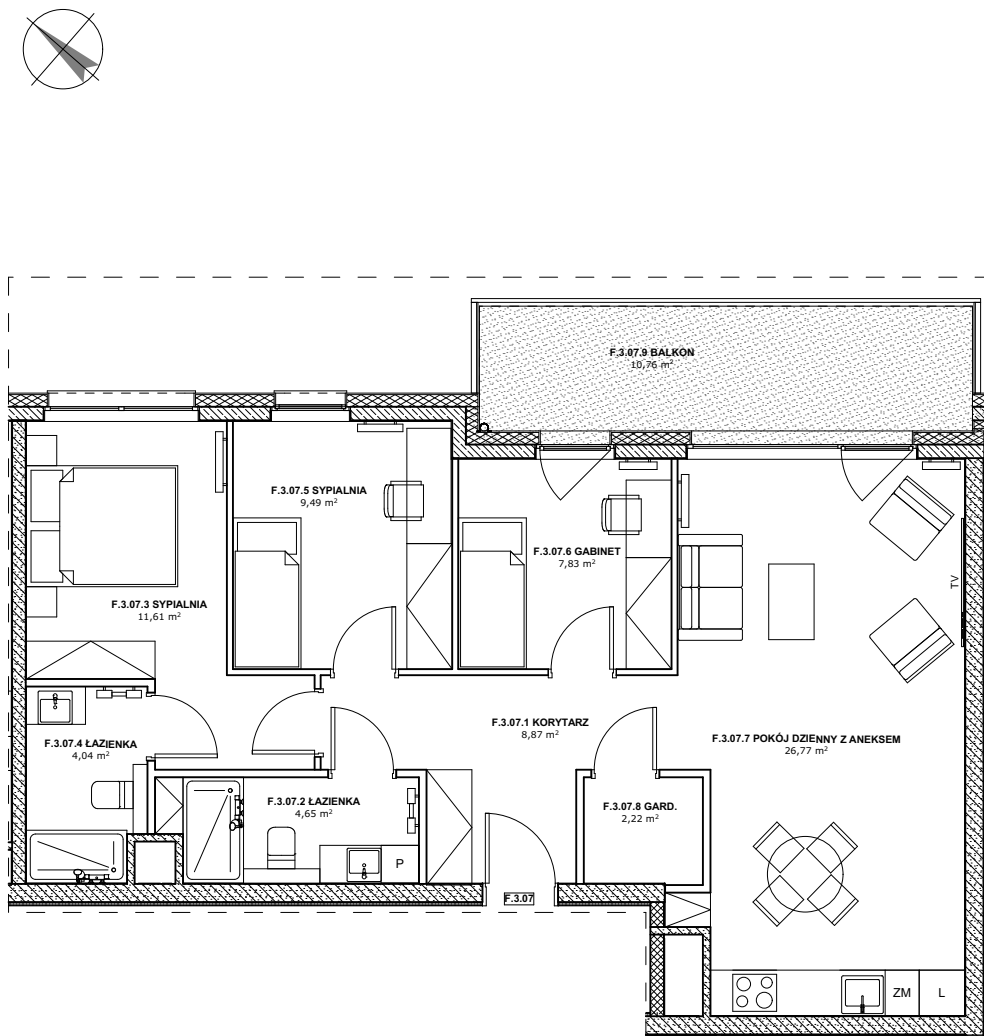 F.3.07.9 BALKON
10,76 m²
F.3.07.5 SYPIALNIA
9,49 m²
F.3.07.6 GABINET
7,83 m²
TV
F.3.07.3 SYPIALNIA
11,61 m²
F.3.07.1 KORYTARZ
8,87 m²
F.3.07.7 POKÓJ DZIENNY Z ANEKSEM
26,77 m²
F.3.07.4 ŁAZIENKA
4,04 m²
F.3.07.2 ŁAZIENKA
4,65 m²
F.3.07.8 GARD.
2,22 m²
P
F.3.07
ZM
L